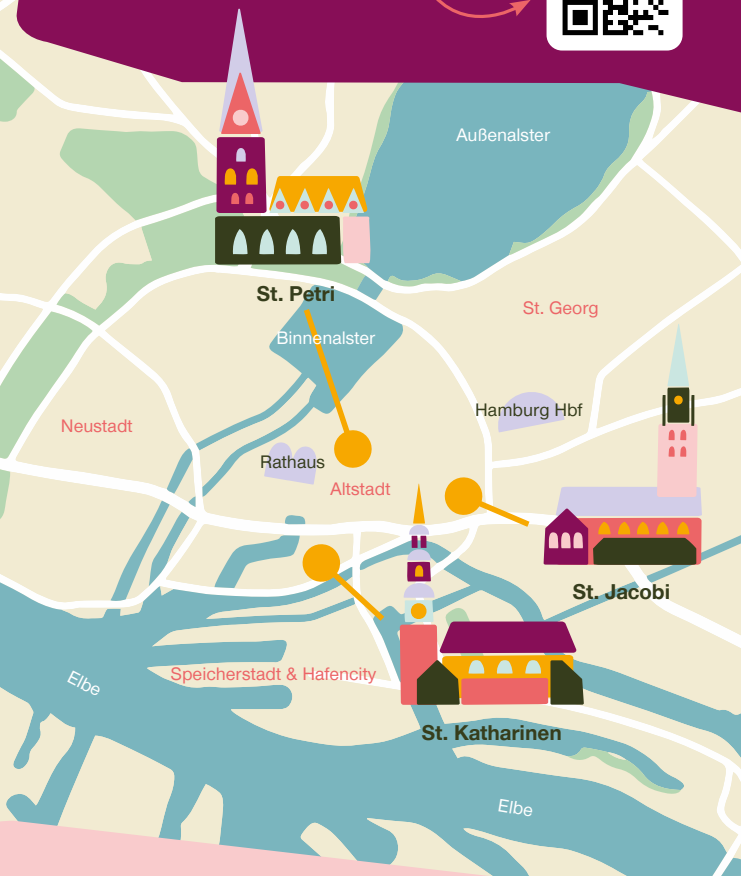 Außenalster
St. Petri
St. Georg
Binnenalster
Hamburg Hbf
Neustadt
Rathaus
Altstadt
St. Jacobi
Speicherstadt & Hafencity
Elbe
St. Katharinen
Elbe